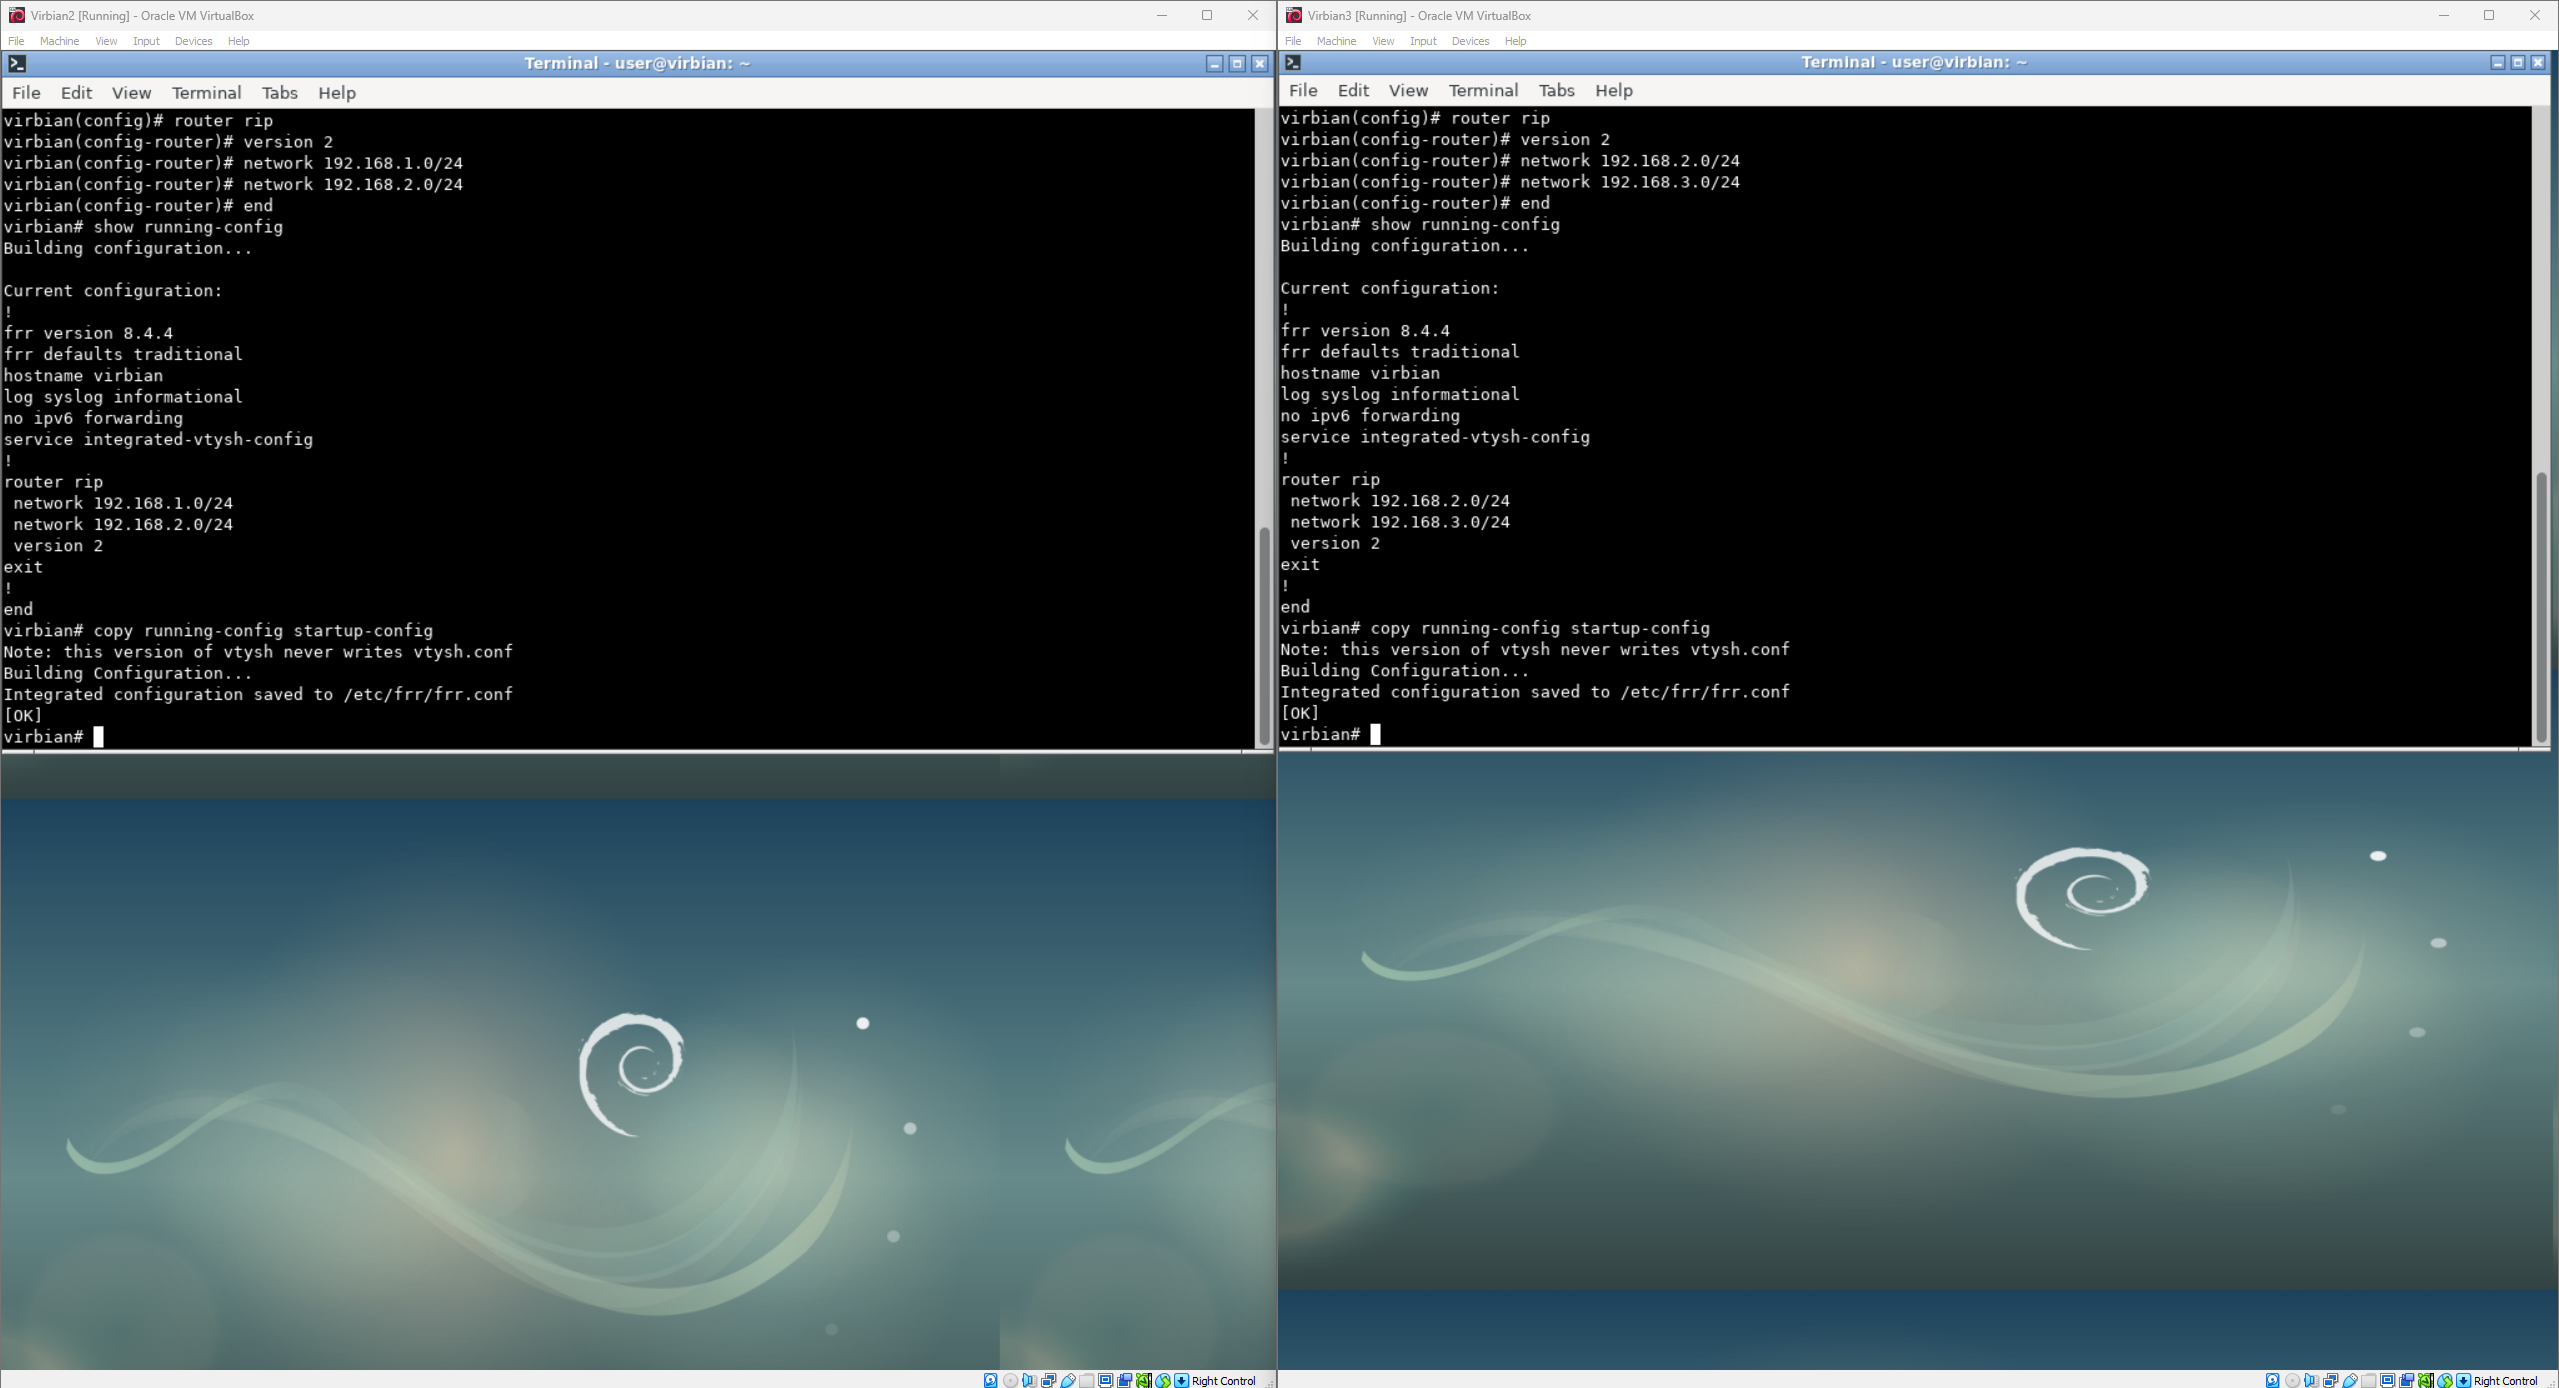 Virbian2 [Running] - Oracle VM VirtualBox
File Machine View Input Devices Help
Terminal - user@virbian: ~
File Edit View Terminal Tabs Help
virbian(config)# router rip
virbian(config-router)# version 2
virbian(config-router)# network 192.168.1.0/24
virbian(config-router)# network 192.168.2.0/24
virbian(config-router)# end
virbian# show running-config
Building configuration...
Current configuration:
!
frr version 8.4.4
frr defaults traditional
hostname virbian
log syslog informational
no ipv6 forwarding
service integrated-vtysh-config
!
router rip
 network 192.168.1.0/24
 network 192.168.2.0/24
 version 2
exit
!
end
virbian# copy running-config startup-config
Note: this version of vtysh never writes vtysh.conf
Building Configuration...
Integrated configuration saved to /etc/frr/frr.conf
[OK]
virbian#
Right Control
Virbian3 [Running] - Oracle VM VirtualBox
File Machine View Input Devices Help
Terminal - user@virbian: ~
File Edit View Terminal Tabs Help
virbian(config)# router rip
virbian(config-router)# version 2
virbian(config-router)# network 192.168.2.0/24
virbian(config-router)# network 192.168.3.0/24
virbian(config-router)# end
virbian# show running-config
Building configuration...
Current configuration:
!
frr version 8.4.4
frr defaults traditional
hostname virbian
log syslog informational
no ipv6 forwarding
service integrated-vtysh-config
!
router rip
 network 192.168.2.0/24
 network 192.168.3.0/24
 version 2
exit
!
end
virbian# copy running-config startup-config
Note: this version of vtysh never writes vtysh.conf
Building Configuration...
Integrated configuration saved to /etc/frr/frr.conf
[OK]
virbian#
Right Control